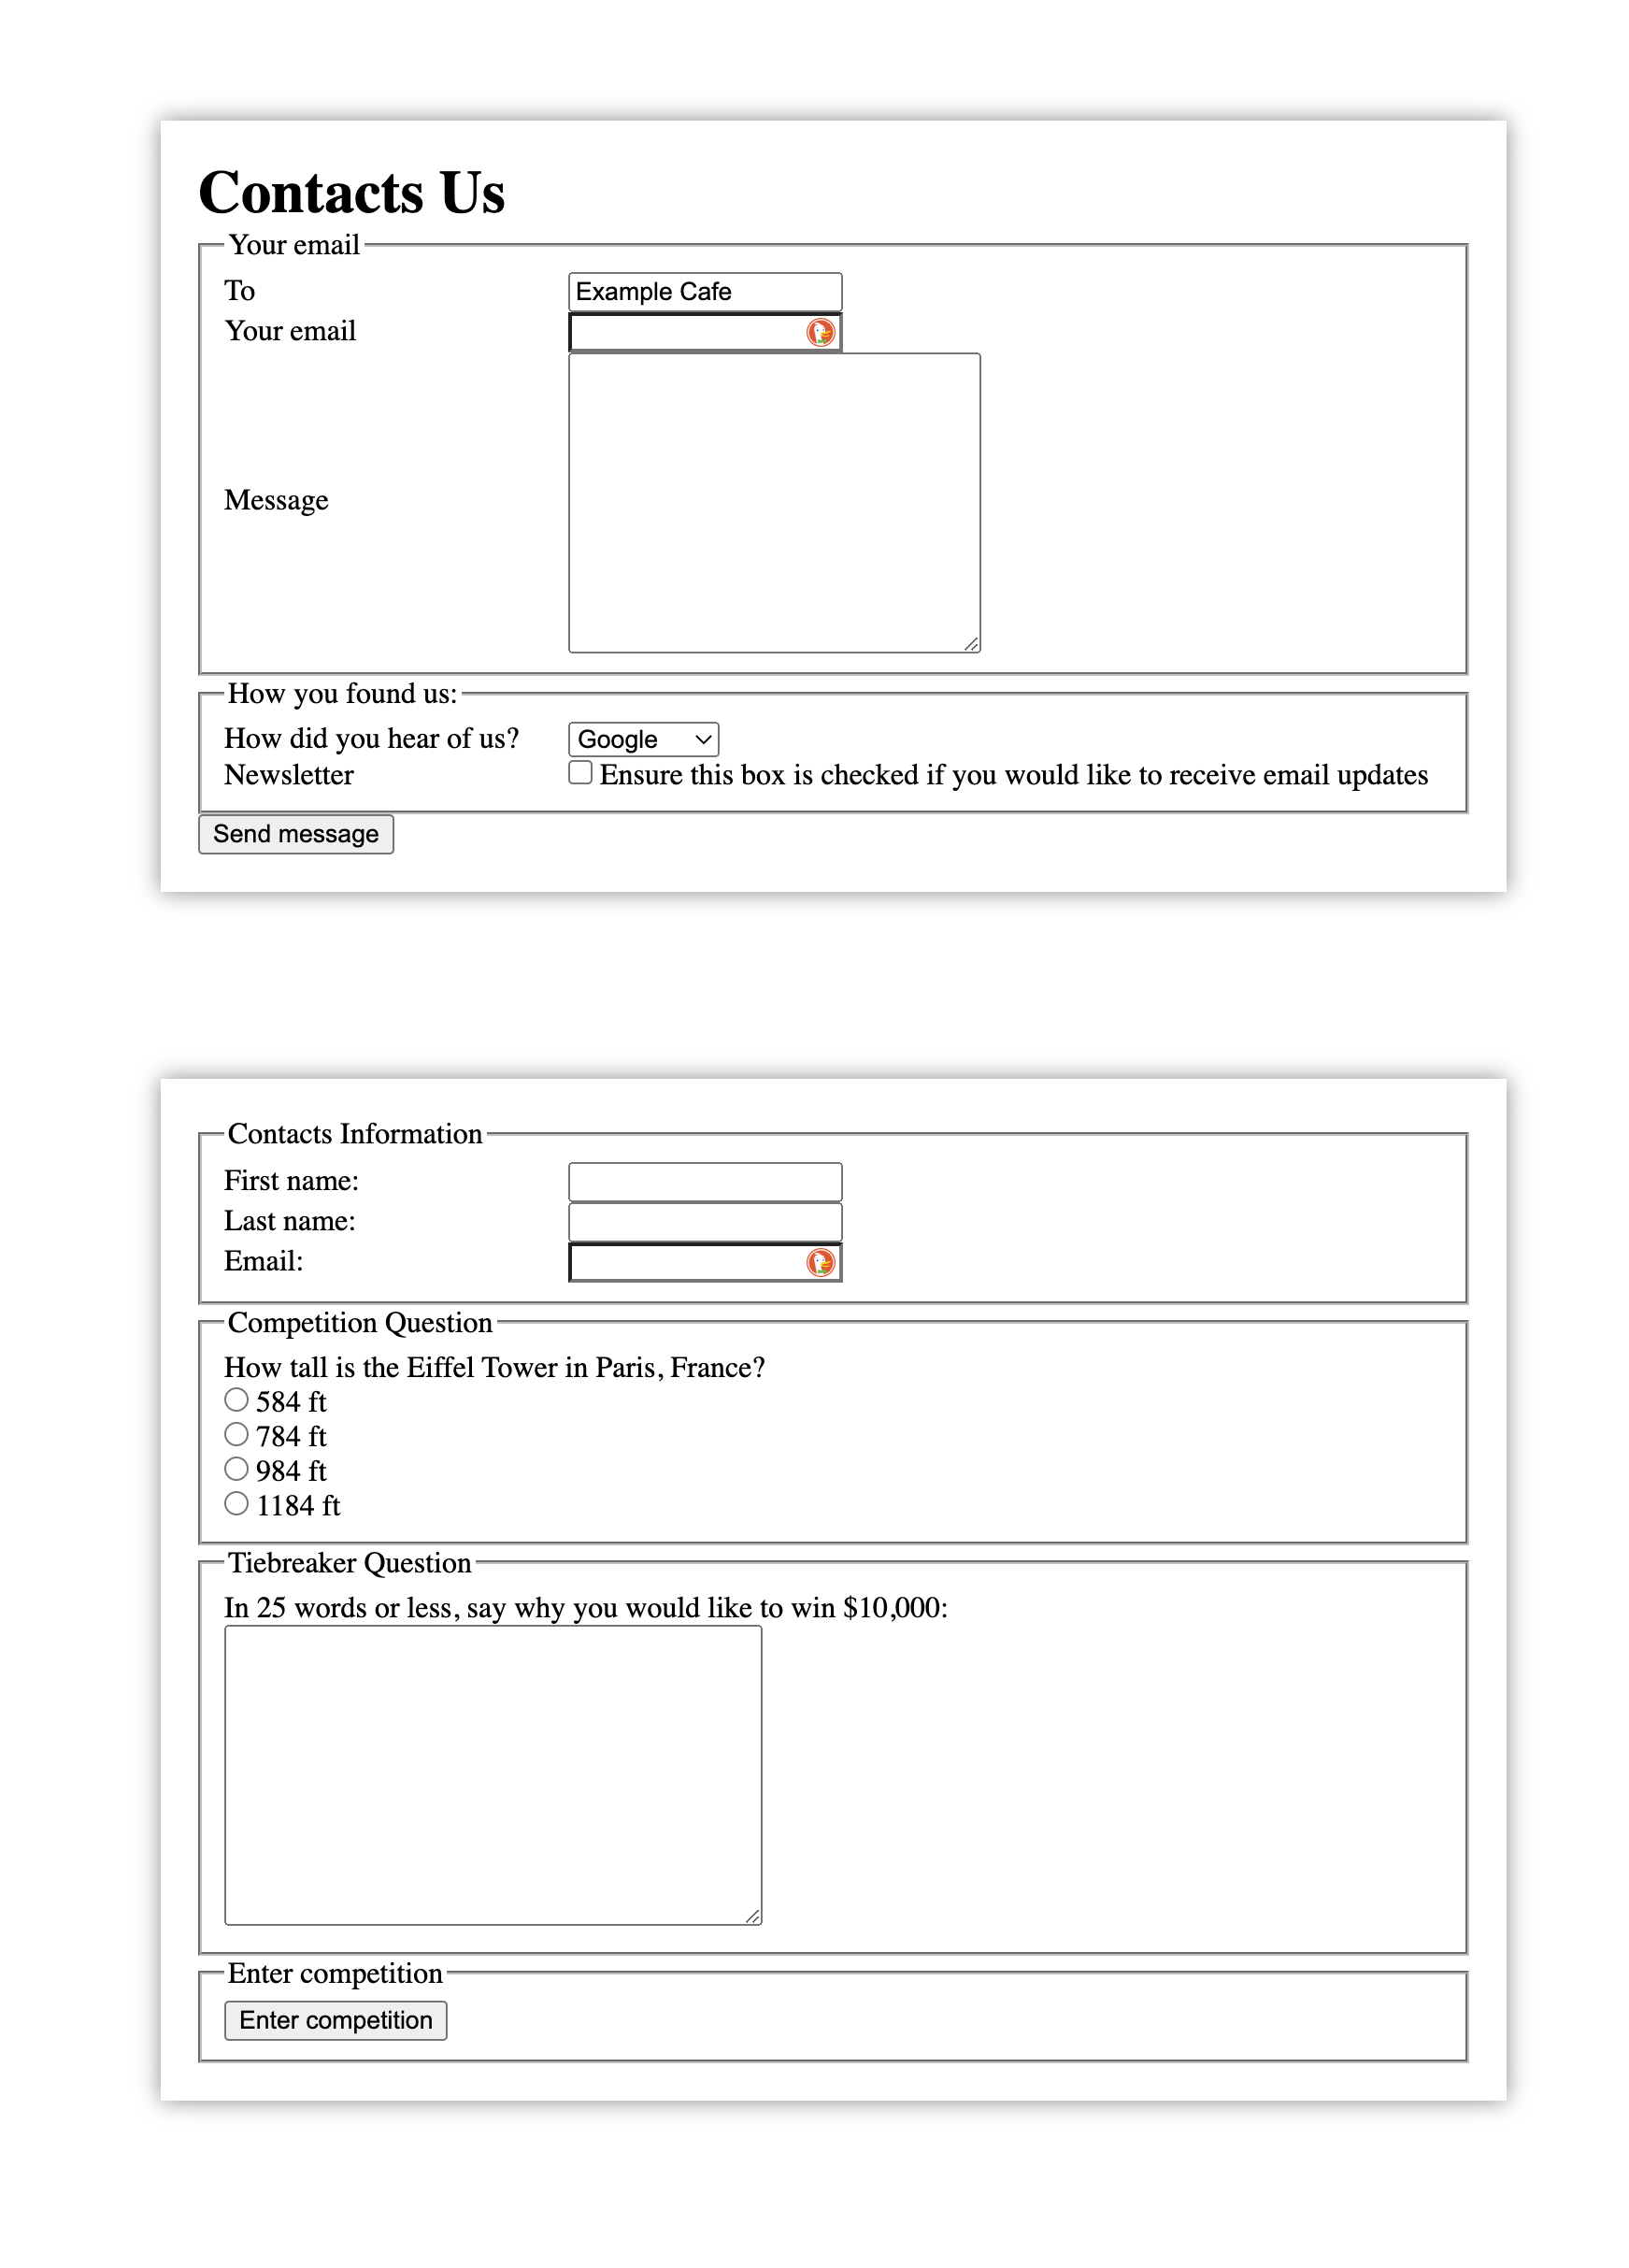 Contacts Us
Your email
To Example Cafe
Your email
Message
How you found us:
How did you hear of us? Google
Newsletter Ensure this box is checked if you would like to receive email updates
Send message
Contacts Information
First name:
Last name:
Email:
Competition Question
How tall is the Eiffel Tower in Paris, France?
584 ft
784 ft
984 ft
1184 ft
Tiebreaker Question
In 25 words or less, say why you would like to win $10,000:
Enter competition
Enter competition